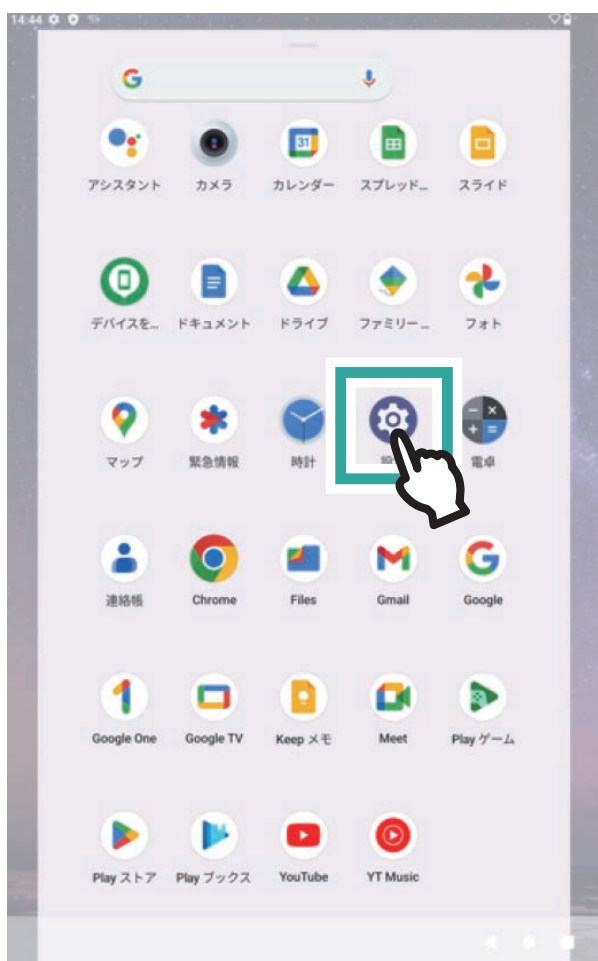 14:44
31
アシスタント カメラ カレンダー スプレッド... スライド
デバイスを... ドキュメント ドライブ ファミリー... フォト
マップ 緊急情報 時計 電卓
連絡帳 Chrome Files Gmail Google
Google One Google TV Keep メモ Meet Play ゲーム
Play ストア Play ブックス YouTube YT Music